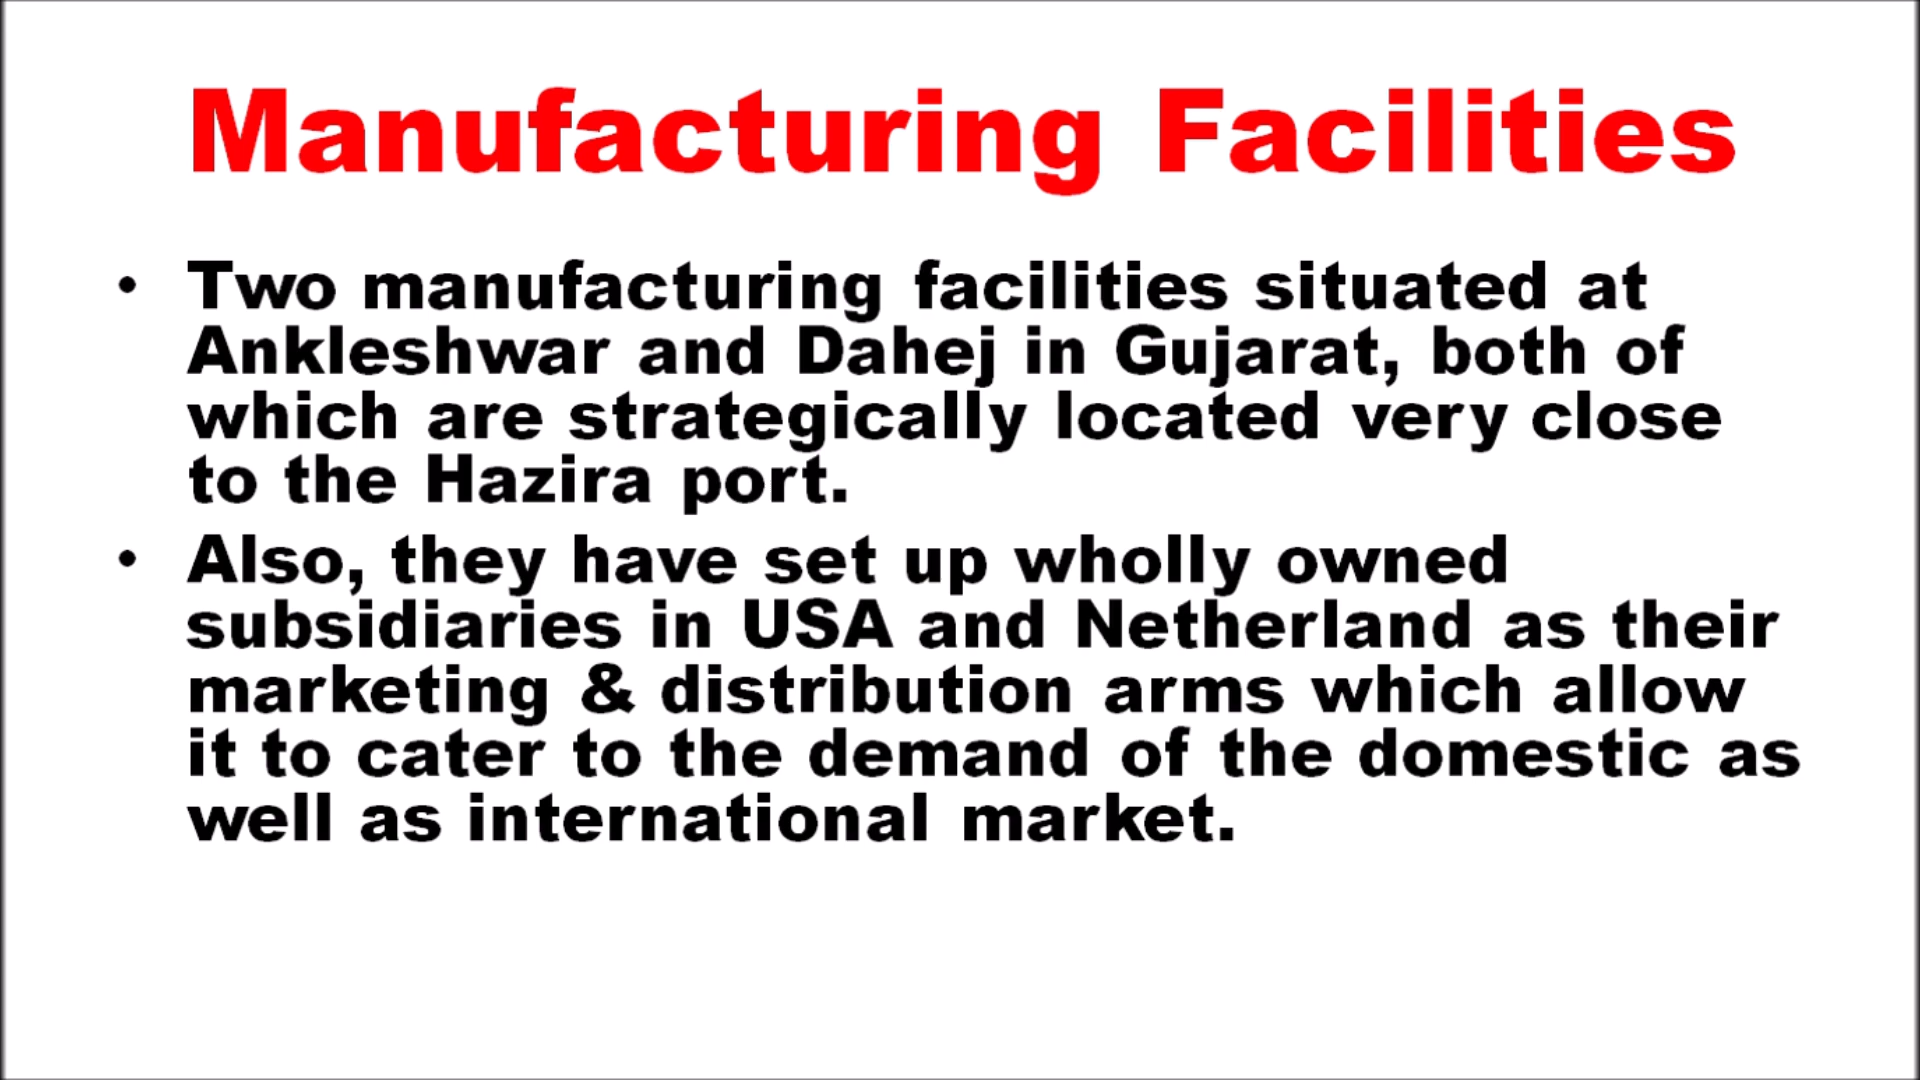 Manufacturing Facilities
• Two manufacturing facilities situated at
Ankleshwar and Dahej in Gujarat, both of
which are strategically located very close
to the Hazira port.
• Also, they have set up wholly owned
subsidiaries in USA and Netherland as their
marketing & distribution arms which allow
it to cater to the demand of the domestic as
well as international market.